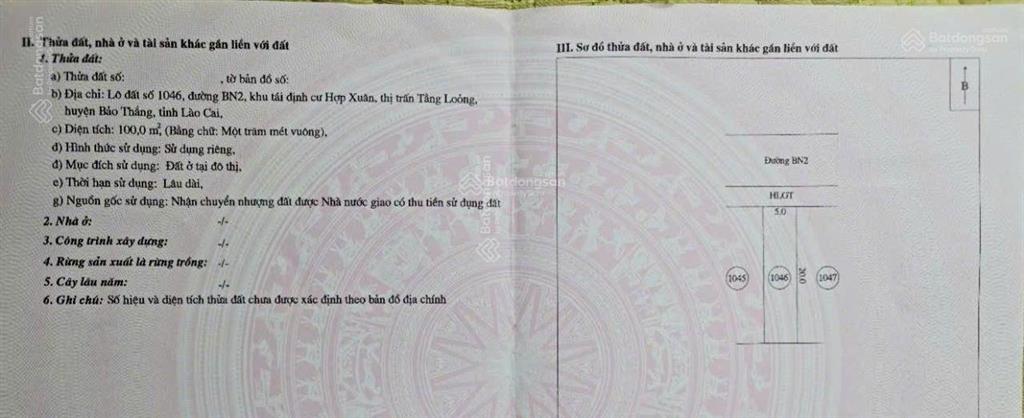 II. Thửa đất, nhà ở và tài sản khác gắn liền với đất
1. Thửa đất:
a) Thửa đất số: , tờ bản đồ số:
b) Địa chỉ: Lô đất số 1046, đường BN2, khu tái định cư Hợp Xuân, thị trấn Tằng Loỏng,
huyện Bảo Thắng, tỉnh Lào Cai,
c) Diện tích: 100,0 m², (Bằng chữ: Một trăm mét vuông),
d) Hình thức sử dụng: Sử dụng riêng,
đ) Mục đích sử dụng: Đất ở tại đô thị,
e) Thời hạn sử dụng: Lâu dài,
g) Nguồn gốc sử dụng: Nhận chuyển nhượng đất được Nhà nước giao có thu tiền sử dụng đất
2. Nhà ở: -/-
3. Công trình xây dựng: -/-
4. Rừng sản xuất là rừng trồng: -/-
5. Cây lâu năm: -/-
6. Ghi chú: Số hiệu và diện tích thửa đất chưa được xác định theo bản đồ địa chính
III. Sơ đồ thửa đất, nhà ở và tài sản khác gắn liền với đất
B
Đường BN2
HLGT
5.0
1045 1046 20.0 1047
Batdongsan
Batdongsan
Batdongsan
Batdongsan
Batdongsan